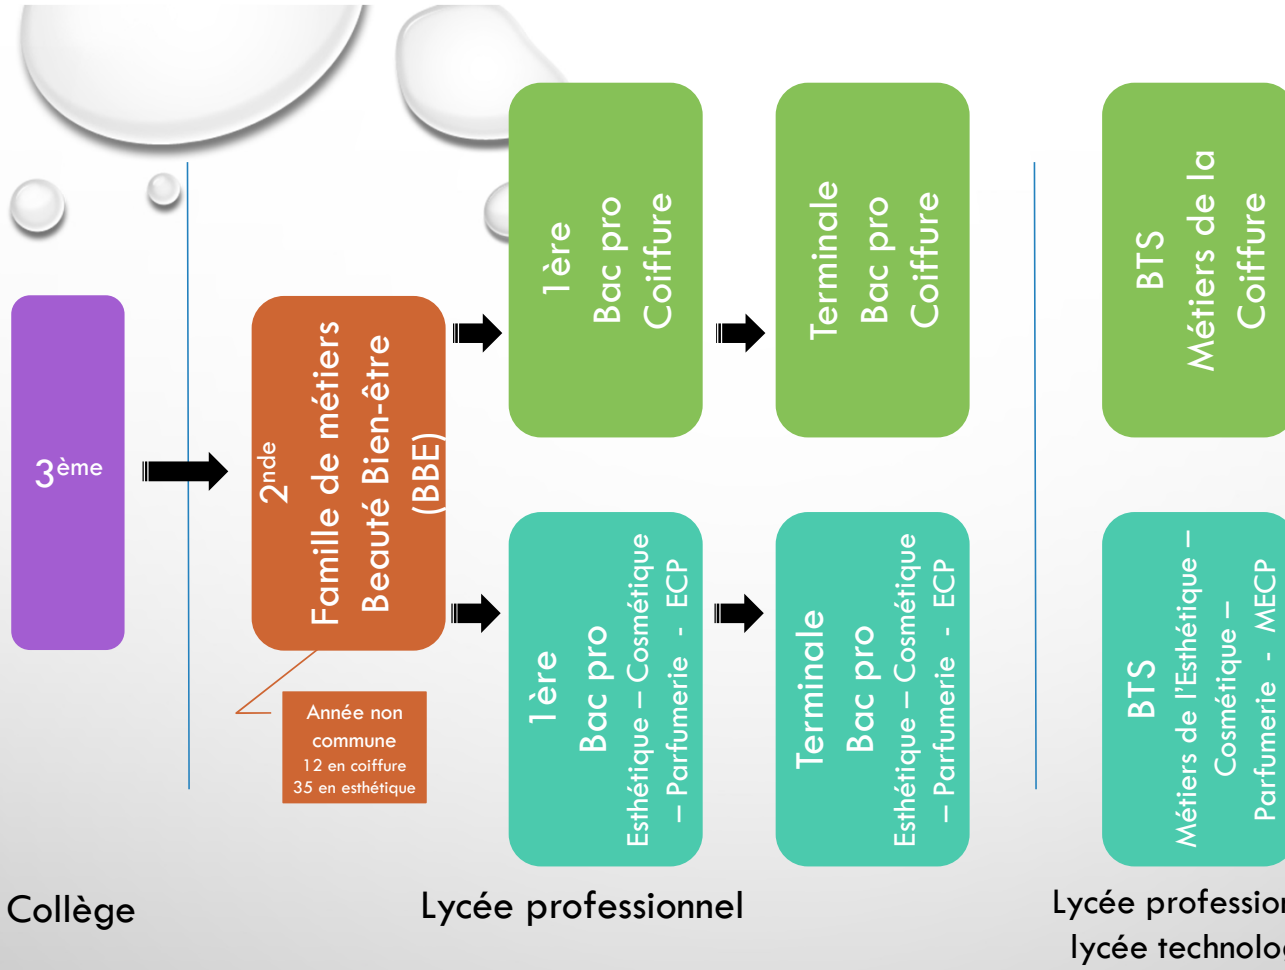 3ème
2nde
Famille de métiers
Beauté Bien-être
(BBE)
Année non
commune
12 en coiffure
35 en esthétique
1ère
Bac pro
Coiffure
Terminale
Bac pro
Coiffure
BTS
Métiers de la
Coiffure
1ère
Bac pro
Esthétique – Cosmétique
– Parfumerie - ECP
Terminale
Bac pro
Esthétique – Cosmétique
– Parfumerie - ECP
BTS
Métiers de l'Esthétique –
Cosmétique –
Parfumerie - MECP
Collège
Lycée professionnel
Lycée
lycée